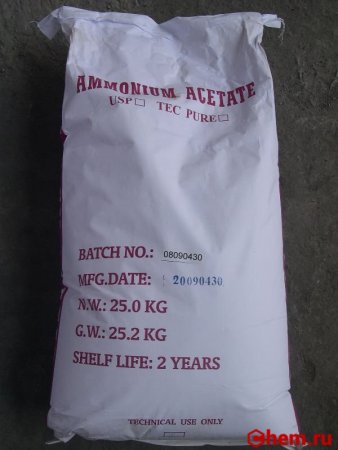 AMMONIUM ACETATE
USP☐ TEC PURE☐
BATCH NO.: 08090430
MFG.DATE: 20090430
N.W.: 25.0 KG
G.W.: 25.2 KG
SHELF LIFE: 2 YEARS
TECHNICAL USE ONLY
Chem.ru